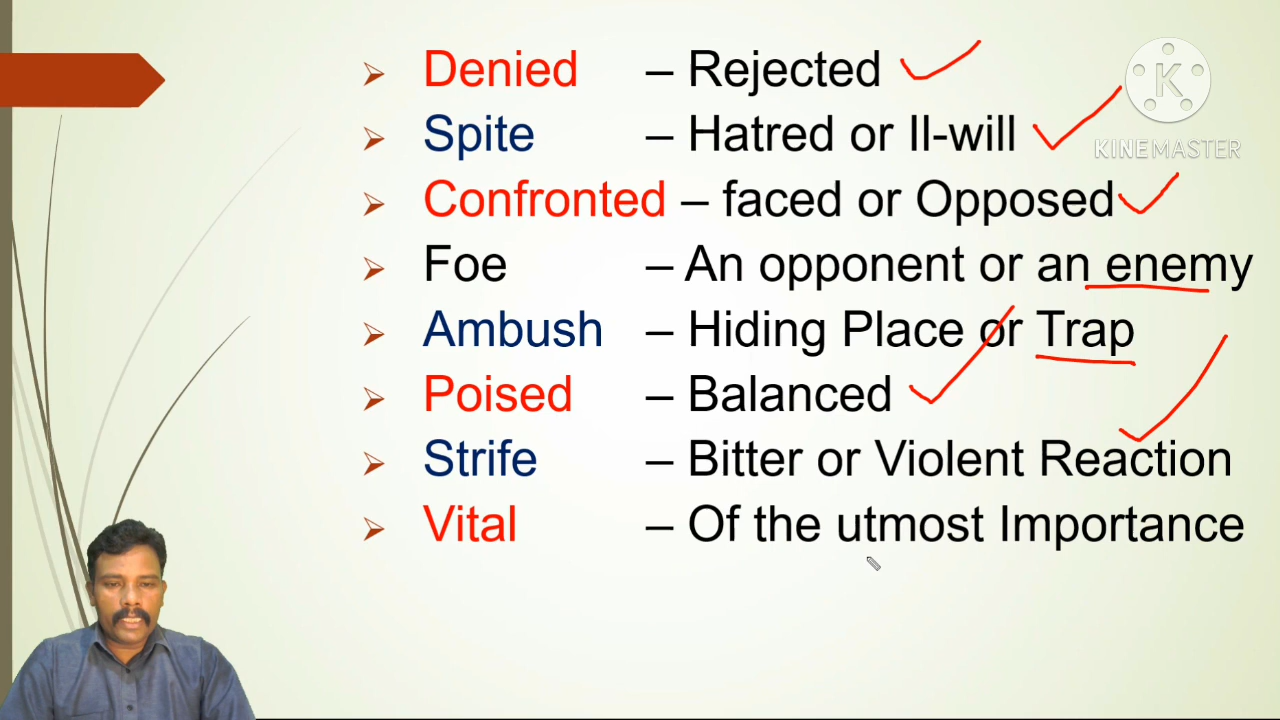 Denied – Rejected
Spite – Hatred or Il-will
Confronted – faced or Opposed
Foe – An opponent or an enemy
Ambush – Hiding Place or Trap
Poised – Balanced
Strife – Bitter or Violent Reaction
Vital – Of the utmost Importance
K
KINEMASTER